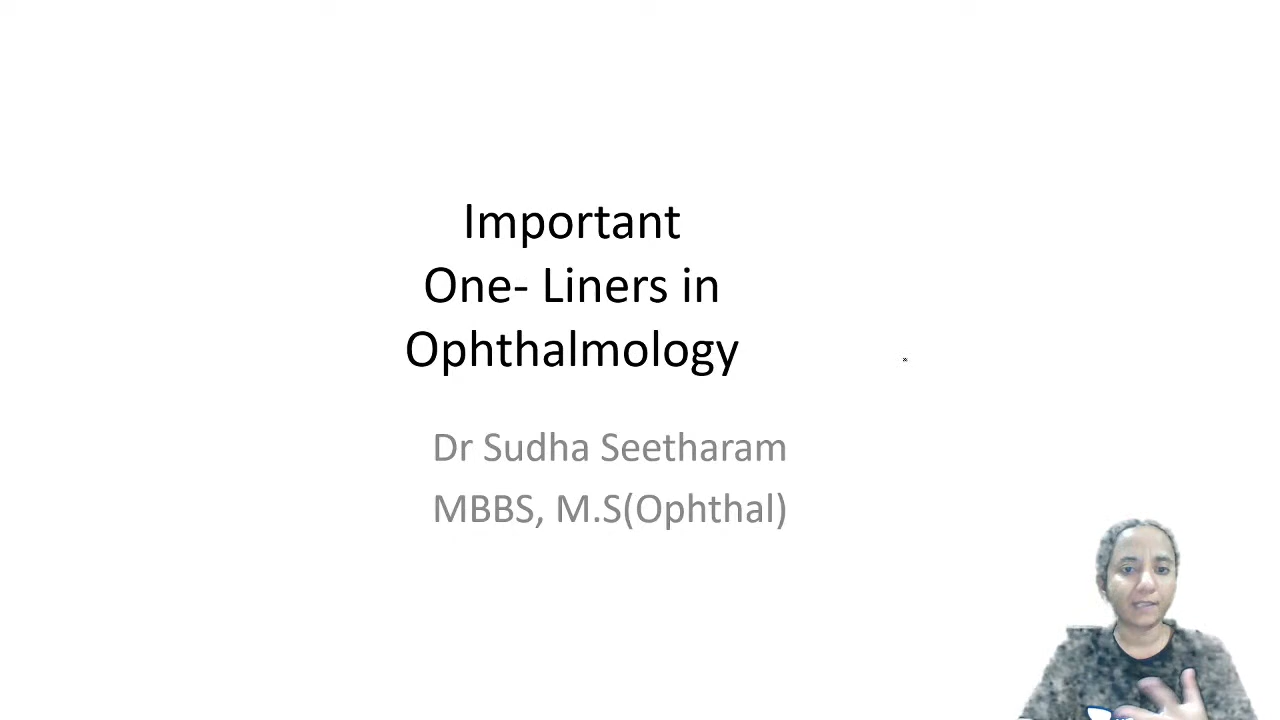 Important
One- Liners in
Ophthalmology
Dr Sudha Seetharam
MBBS, M.S(Ophthal)